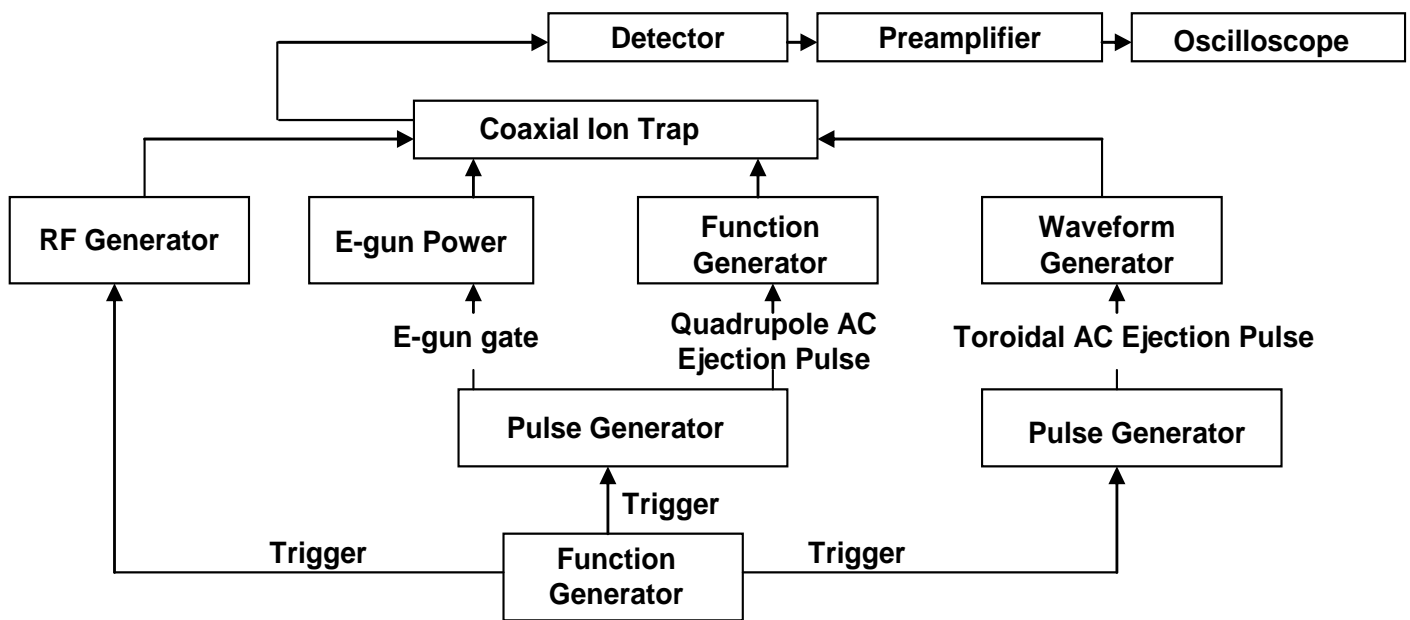 Detector
Preamplifier
Oscilloscope
Coaxial Ion Trap
RF Generator
E-gun Power
Function
Generator
Waveform
Generator
E-gun gate
Quadrupole AC
Ejection Pulse
Toroidal AC Ejection Pulse
Pulse Generator
Pulse Generator
Trigger
Trigger
Trigger
Function
Generator